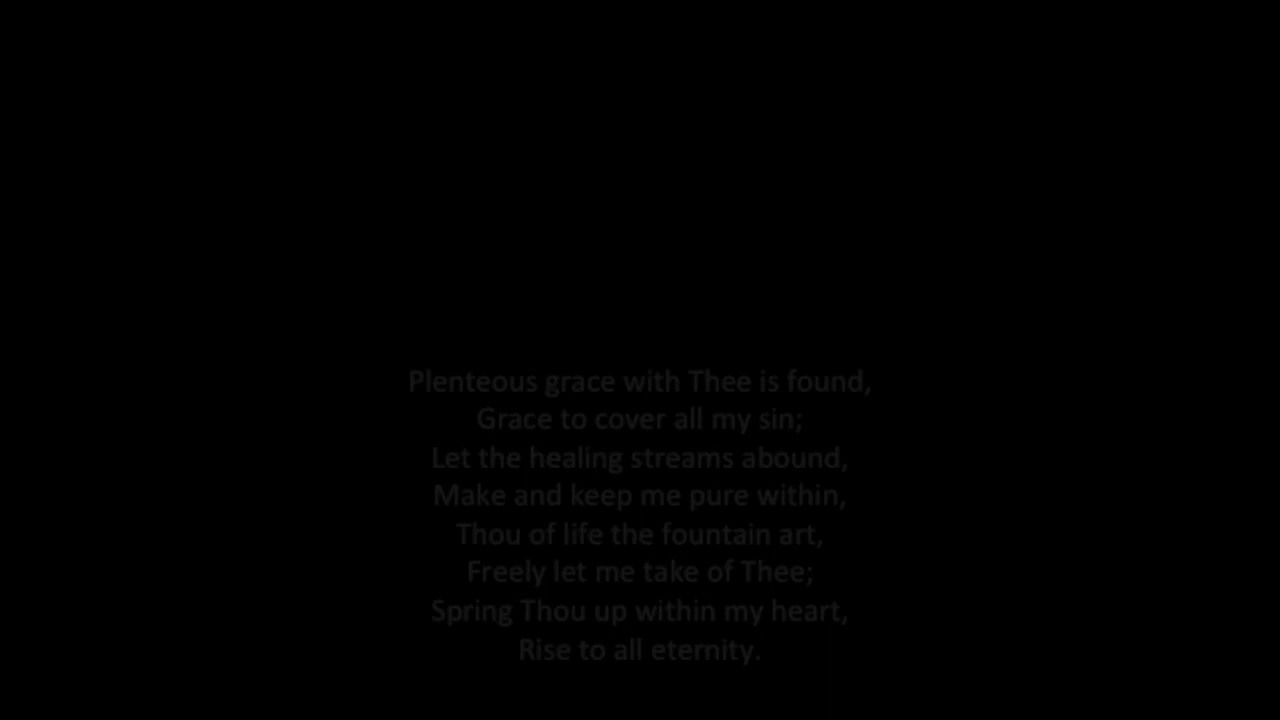 Plenteous grace with Thee is found,
Grace to cover all my sin;
Let the healing streams abound,
Make and keep me pure within,
Thou of life the fountain art,
Freely let me take of Thee;
Spring Thou up within my heart,
Rise to all eternity.